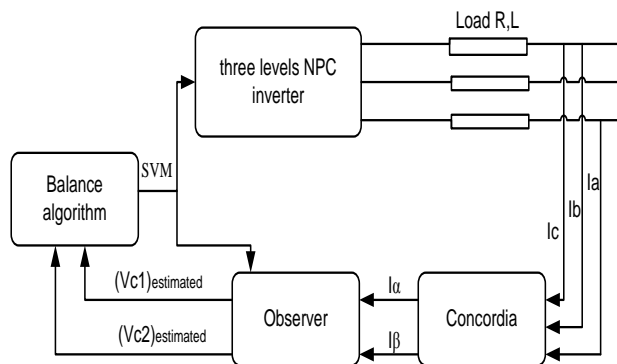 Load R,L
three levels NPC
inverter
SVM
Balance
algorithm
Ia
Ib
Ic
(Vc1)estimated
Iα
(Vc2)estimated
Observer
Iβ
Concordia